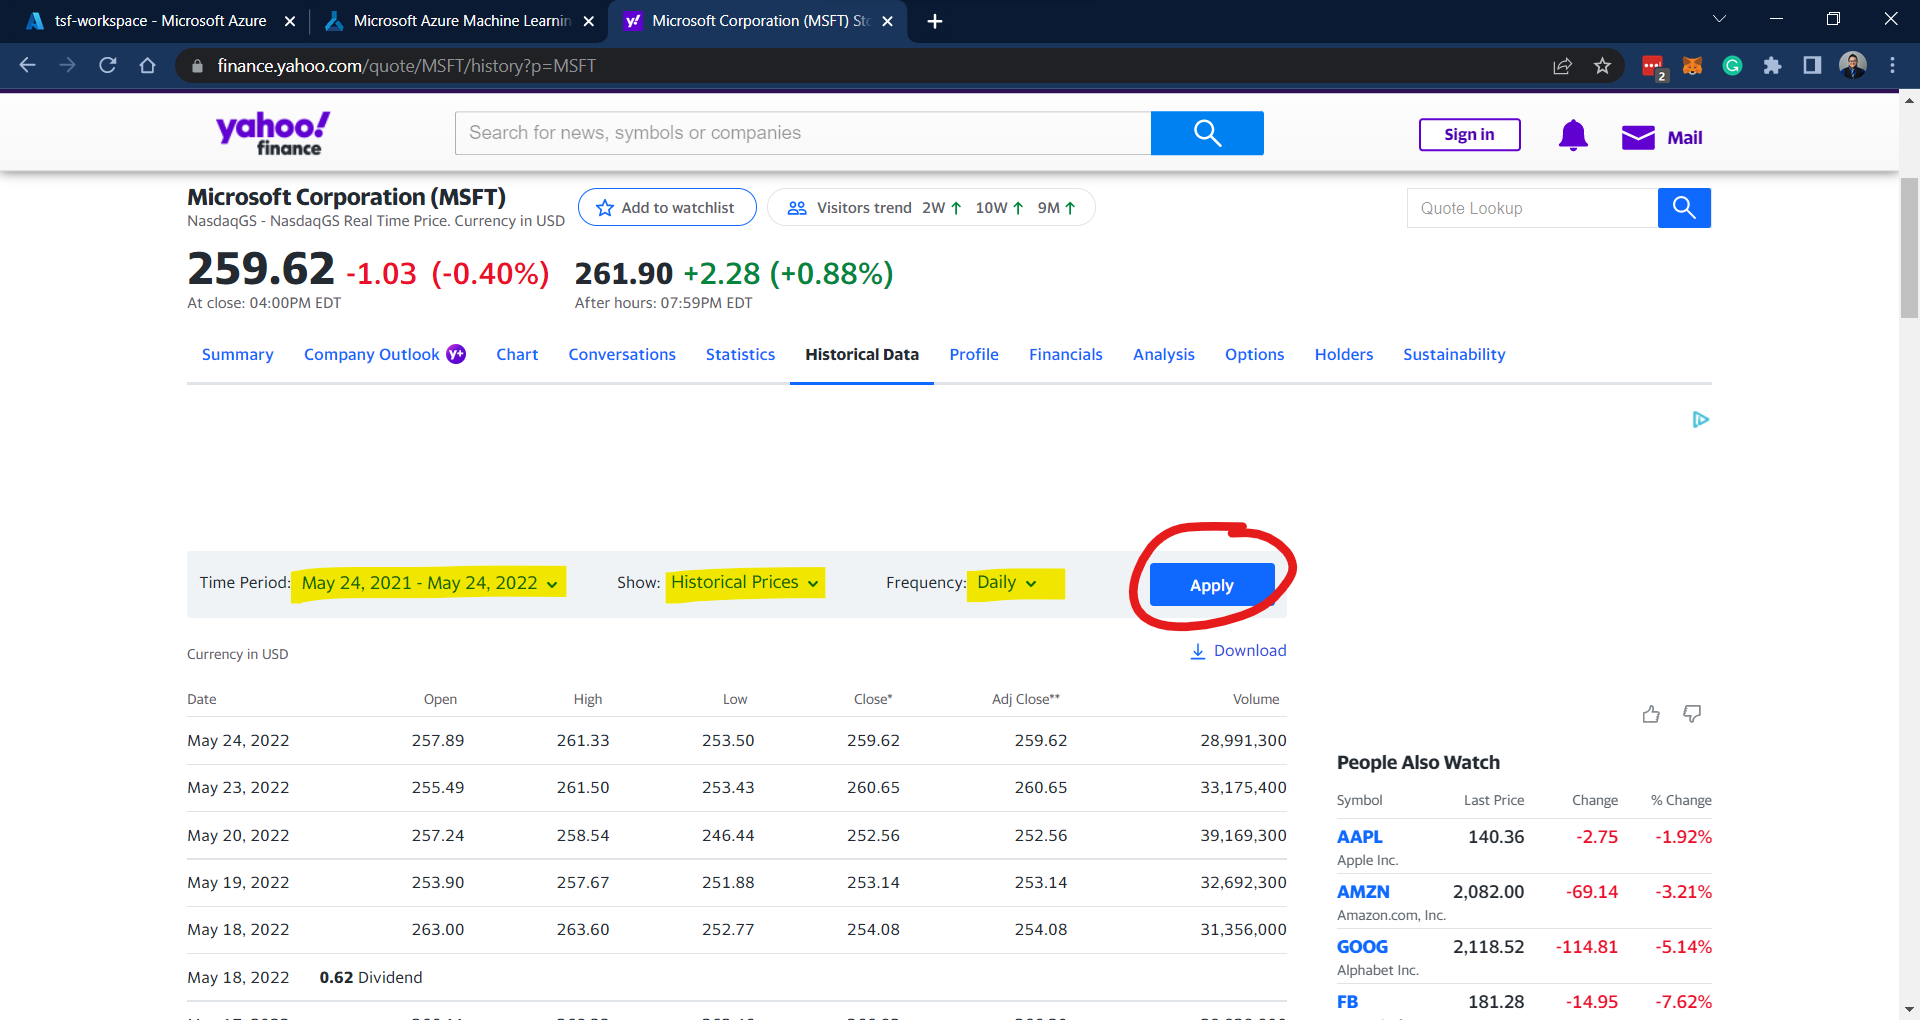 tsf-workspace - Microsoft Azure
Microsoft Azure Machine Learnin
Microsoft Corporation (MSFT) St
finance.yahoo.com/quote/MSFT/history?p=MSFT
2
yahoo!
finance
Search for news, symbols or companies
Sign in
Mail
Microsoft Corporation (MSFT)
NasdaqGS - NasdaqGS Real Time Price. Currency in USD
Add to watchlist
Visitors trend 2W ↑ 10W ↑ 9M ↑
Quote Lookup
259.62 -1.03 (-0.40%)
At close: 04:00PM EDT
261.90 +2.28 (+0.88%)
After hours: 07:59PM EDT
Summary Company Outlook y+ Chart Conversations Statistics Historical Data Profile Financials Analysis Options Holders Sustainability
Time Period: May 24, 2021 - May 24, 2022 Show: Historical Prices Frequency: Daily Apply
Currency in USD Download
Date Open High Low Close* Adj Close** Volume
May 24, 2022 257.89 261.33 253.50 259.62 259.62 28,991,300
May 23, 2022 255.49 261.50 253.43 260.65 260.65 33,175,400
May 20, 2022 257.24 258.54 246.44 252.56 252.56 39,169,300
May 19, 2022 253.90 257.67 251.88 253.14 253.14 32,692,300
May 18, 2022 263.00 263.60 252.77 254.08 254.08 31,356,000
May 18, 2022 0.62 Dividend
People Also Watch
Symbol Last Price Change % Change
AAPL 140.36 -2.75 -1.92%
Apple Inc.
AMZN 2,082.00 -69.14 -3.21%
Amazon.com, Inc.
GOOG 2,118.52 -114.81 -5.14%
Alphabet Inc.
FB 181.28 -14.95 -7.62%